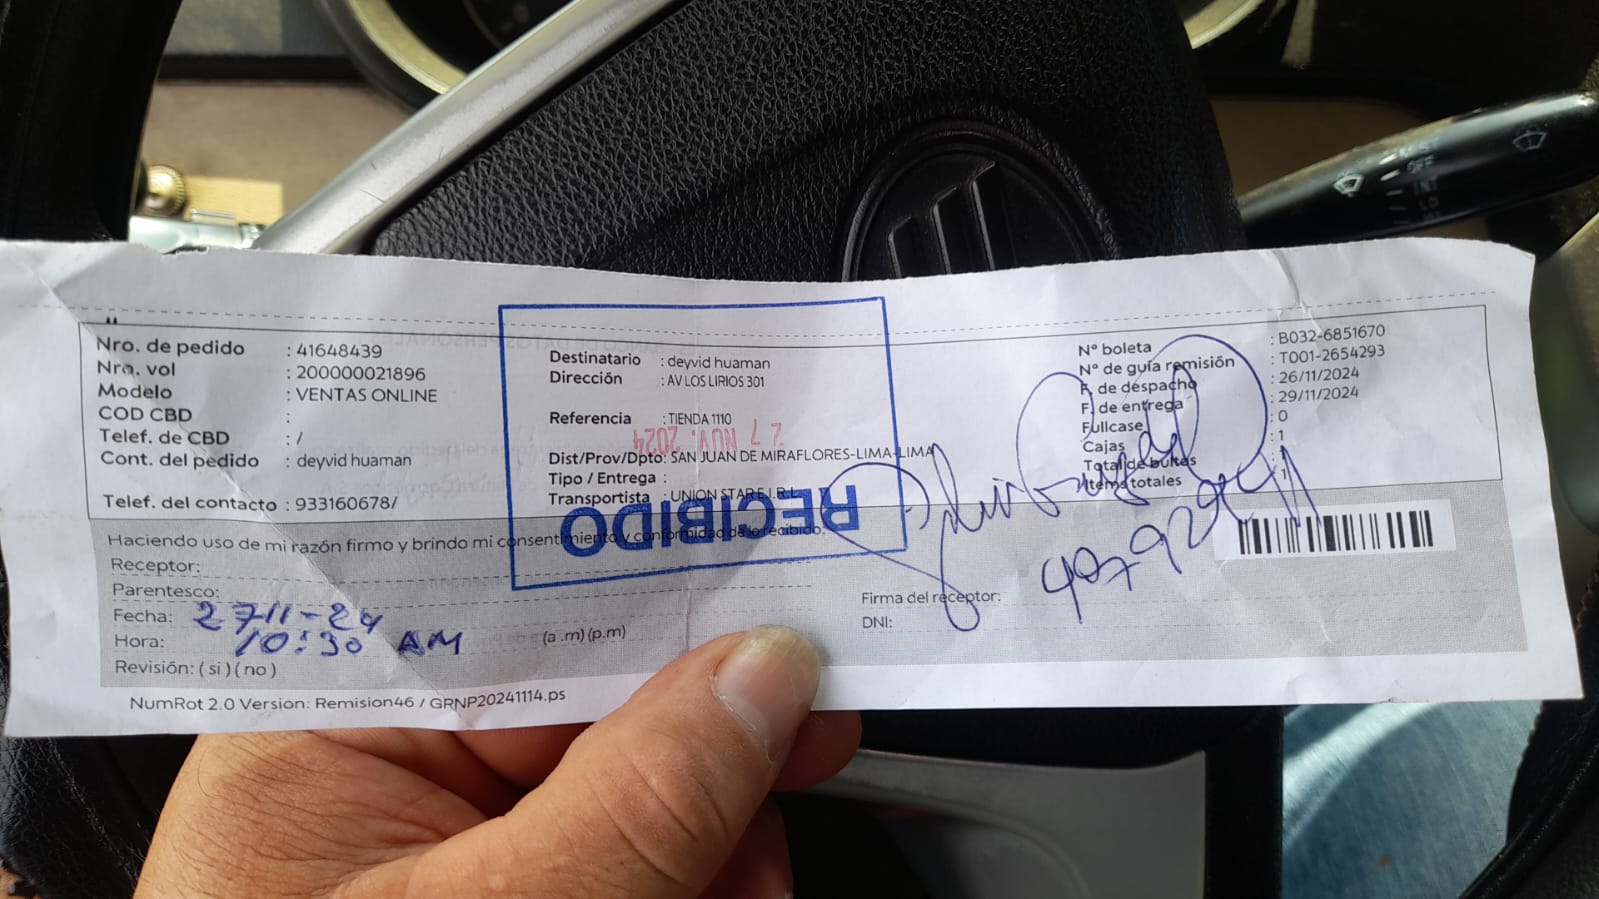 Nro. de pedido : 41648439
Nro. vol : 200000021896
Modelo : VENTAS ONLINE
COD CBD :
Telef. de CBD : /
Cont. del pedido : deyvid huaman
Telef. del contacto : 933160678/
Destinatario : deyvid huaman
Dirección : AV LOS LIRIOS 301
Referencia : TIENDA 1110
27 NOV. 2024
Dist/Prov/Dpto: SAN JUAN DE MIRAFLORES-LIMA-LIMA
Tipo / Entrega :
Transportista : UNION STAR E.I.R.L
RECIBIDO
N° boleta : B032-6851670
N° de guía remisión : T001-2654293
F. de despacho : 26/11/2024
F. de entrega : 29/11/2024
Fullcase : 0
Cajas : 1
Total de bultos : 1
Items totales : 1
Haciendo uso de mi razón firmo y brindo mi consentimiento y conformidad de lo recibido.
Receptor:
Parentesco:
Fecha: 27-11-24
Hora: 10:30 AM (a .m) (p.m)
Revisión: ( si ) ( no )
Firma del receptor:
DNI:
NumRot 2.0 Version: Remision46 / GRNP20241114.ps